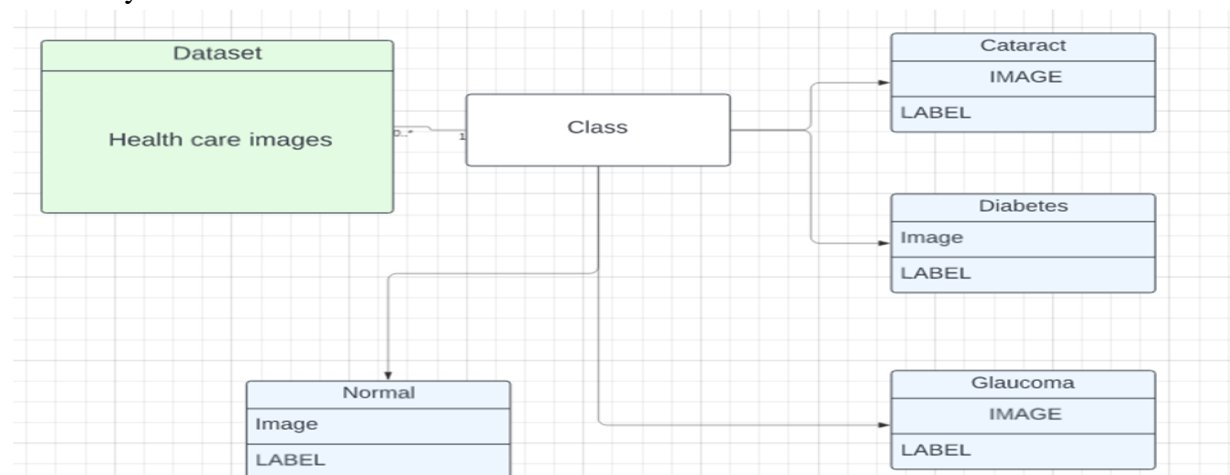 Dataset
Health care images
0..*
1
Class
Cataract
IMAGE
LABEL
Diabetes
Image
LABEL
Normal
Image
LABEL
Glaucoma
IMAGE
LABEL